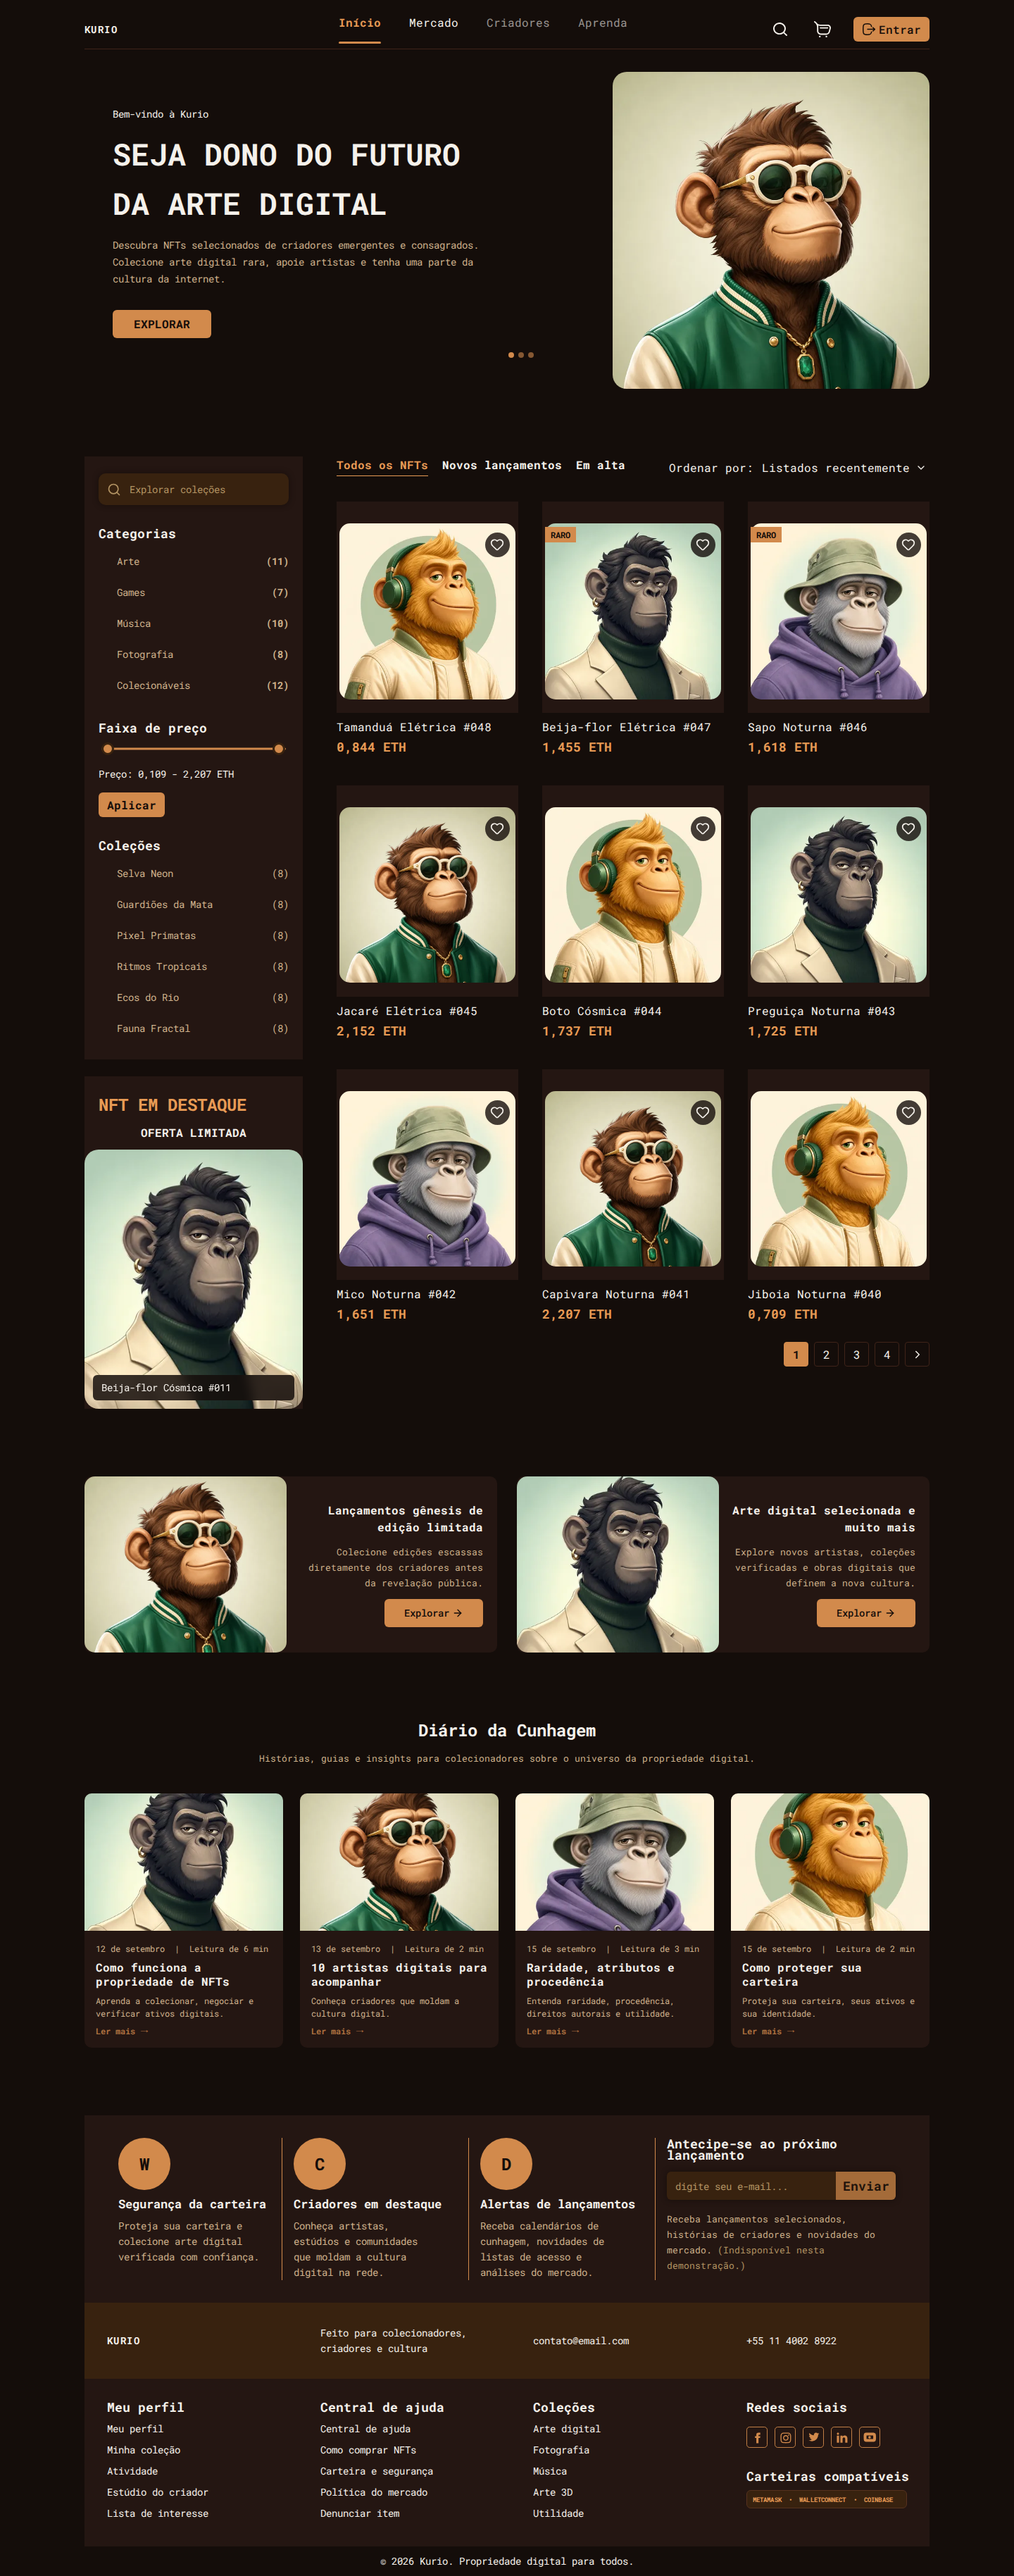 KURIO
Início
Mercado
Criadores
Aprenda
Entrar
Bem-vindo à Kurio
SEJA DONO DO FUTURO
DA ARTE DIGITAL
Descubra NFTs selecionados de criadores emergentes e consagrados.
Colecione arte digital rara, apoie artistas e tenha uma parte da
cultura da internet.
EXPLORAR
Explorar coleções
Categorias
Arte (11)
Games (7)
Música (10)
Fotografia (8)
Colecionáveis (12)
Faixa de preço
Preço: 0,109 - 2,207 ETH
Aplicar
Coleções
Selva Neon (8)
Guardiões da Mata (8)
Pixel Primatas (8)
Ritmos Tropicais (8)
Ecos do Rio (8)
Fauna Fractal (8)
NFT EM DESTAQUE
OFERTA LIMITADA
Beija-flor Cósmica #011
Todos os NFTs
Novos lançamentos
Em alta
Ordenar por: Listados recentemente
Tamanduá Elétrica #048
0,844 ETH
RARO
Beija-flor Elétrica #047
1,455 ETH
RARO
Sapo Noturna #046
1,618 ETH
Jacaré Elétrica #045
2,152 ETH
Boto Cósmica #044
1,737 ETH
Preguiça Noturna #043
1,725 ETH
Mico Noturna #042
1,651 ETH
Capivara Noturna #041
2,207 ETH
Jiboia Noturna #040
0,709 ETH
1
2
3
4
Lançamentos gênesis de
edição limitada
Colecione edições escassas
diretamente dos criadores antes
da revelação pública.
Explorar →
Arte digital selecionada e
muito mais
Explore novos artistas, coleções
verificadas e obras digitais que
definem a nova cultura.
Explorar →
Diário da Cunhagem
Histórias, guias e insights para colecionadores sobre o universo da propriedade digital.
12 de setembro | Leitura de 6 min
Como funciona a
propriedade de NFTs
Aprenda a colecionar, negociar e
verificar ativos digitais.
Ler mais →
13 de setembro | Leitura de 2 min
10 artistas digitais para
acompanhar
Conheça criadores que moldam a
cultura digital.
Ler mais →
15 de setembro | Leitura de 3 min
Raridade, atributos e
procedência
Entenda raridade, procedência,
direitos autorais e utilidade.
Ler mais →
15 de setembro | Leitura de 2 min
Como proteger sua
carteira
Proteja sua carteira, seus ativos e
sua identidade.
Ler mais →
W
Segurança da carteira
Proteja sua carteira e
colecione arte digital
verificada com confiança.
C
Criadores em destaque
Conheça artistas,
estúdios e comunidades
que moldam a cultura
digital na rede.
D
Alertas de lançamentos
Receba calendários de
cunhagem, novidades de
listas de acesso e
análises do mercado.
Antecipe-se ao próximo
lançamento
digite seu e-mail...
Enviar
Receba lançamentos selecionados,
histórias de criadores e novidades do
mercado. (Indisponível nesta
demonstração.)
KURIO
Feito para colecionadores,
criadores e cultura
contato@email.com
+55 11 4002 8922
Meu perfil
Meu perfil
Minha coleção
Atividade
Estúdio do criador
Lista de interesse
Central de ajuda
Central de ajuda
Como comprar NFTs
Carteira e segurança
Política do mercado
Denunciar item
Coleções
Arte digital
Fotografia
Música
Arte 3D
Utilidade
Redes sociais
Carteiras compatíveis
METAMASK • WALLETCONNECT • COINBASE
© 2026 Kurio. Propriedade digital para todos.